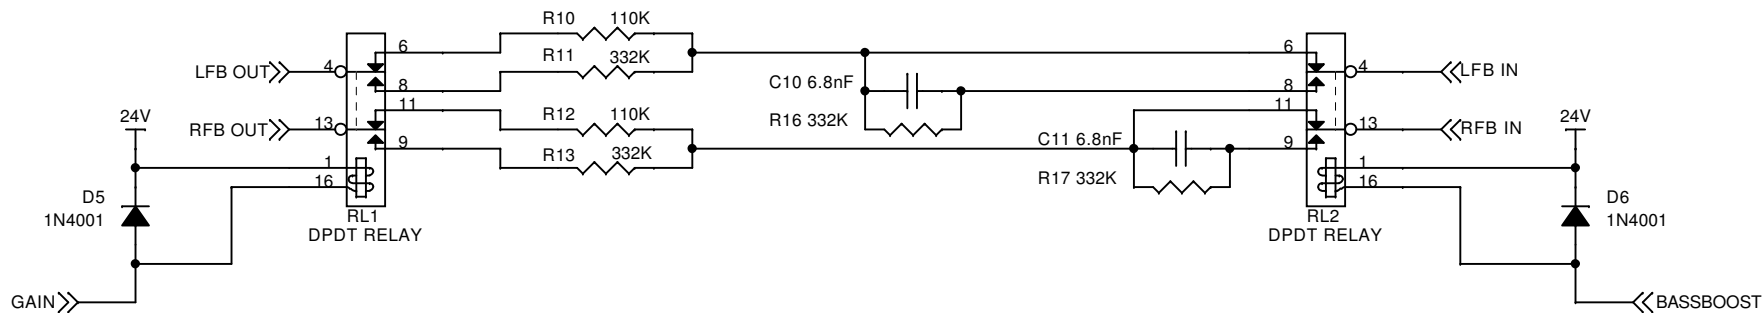 R10 110K
R11 332K
LFB OUT 4 6 8
C10 6.8nF
6 8 4 LFB IN
R12 110K
RFB OUT 13 11 9
R16 332K
11 9 13 RFB IN
24V
R13 332K
C11 6.8nF
24V
1
16
R17 332K
1
16
D5
1N4001
RL1
DPDT RELAY
RL2
DPDT RELAY
D6
1N4001
GAIN
BASSBOOST